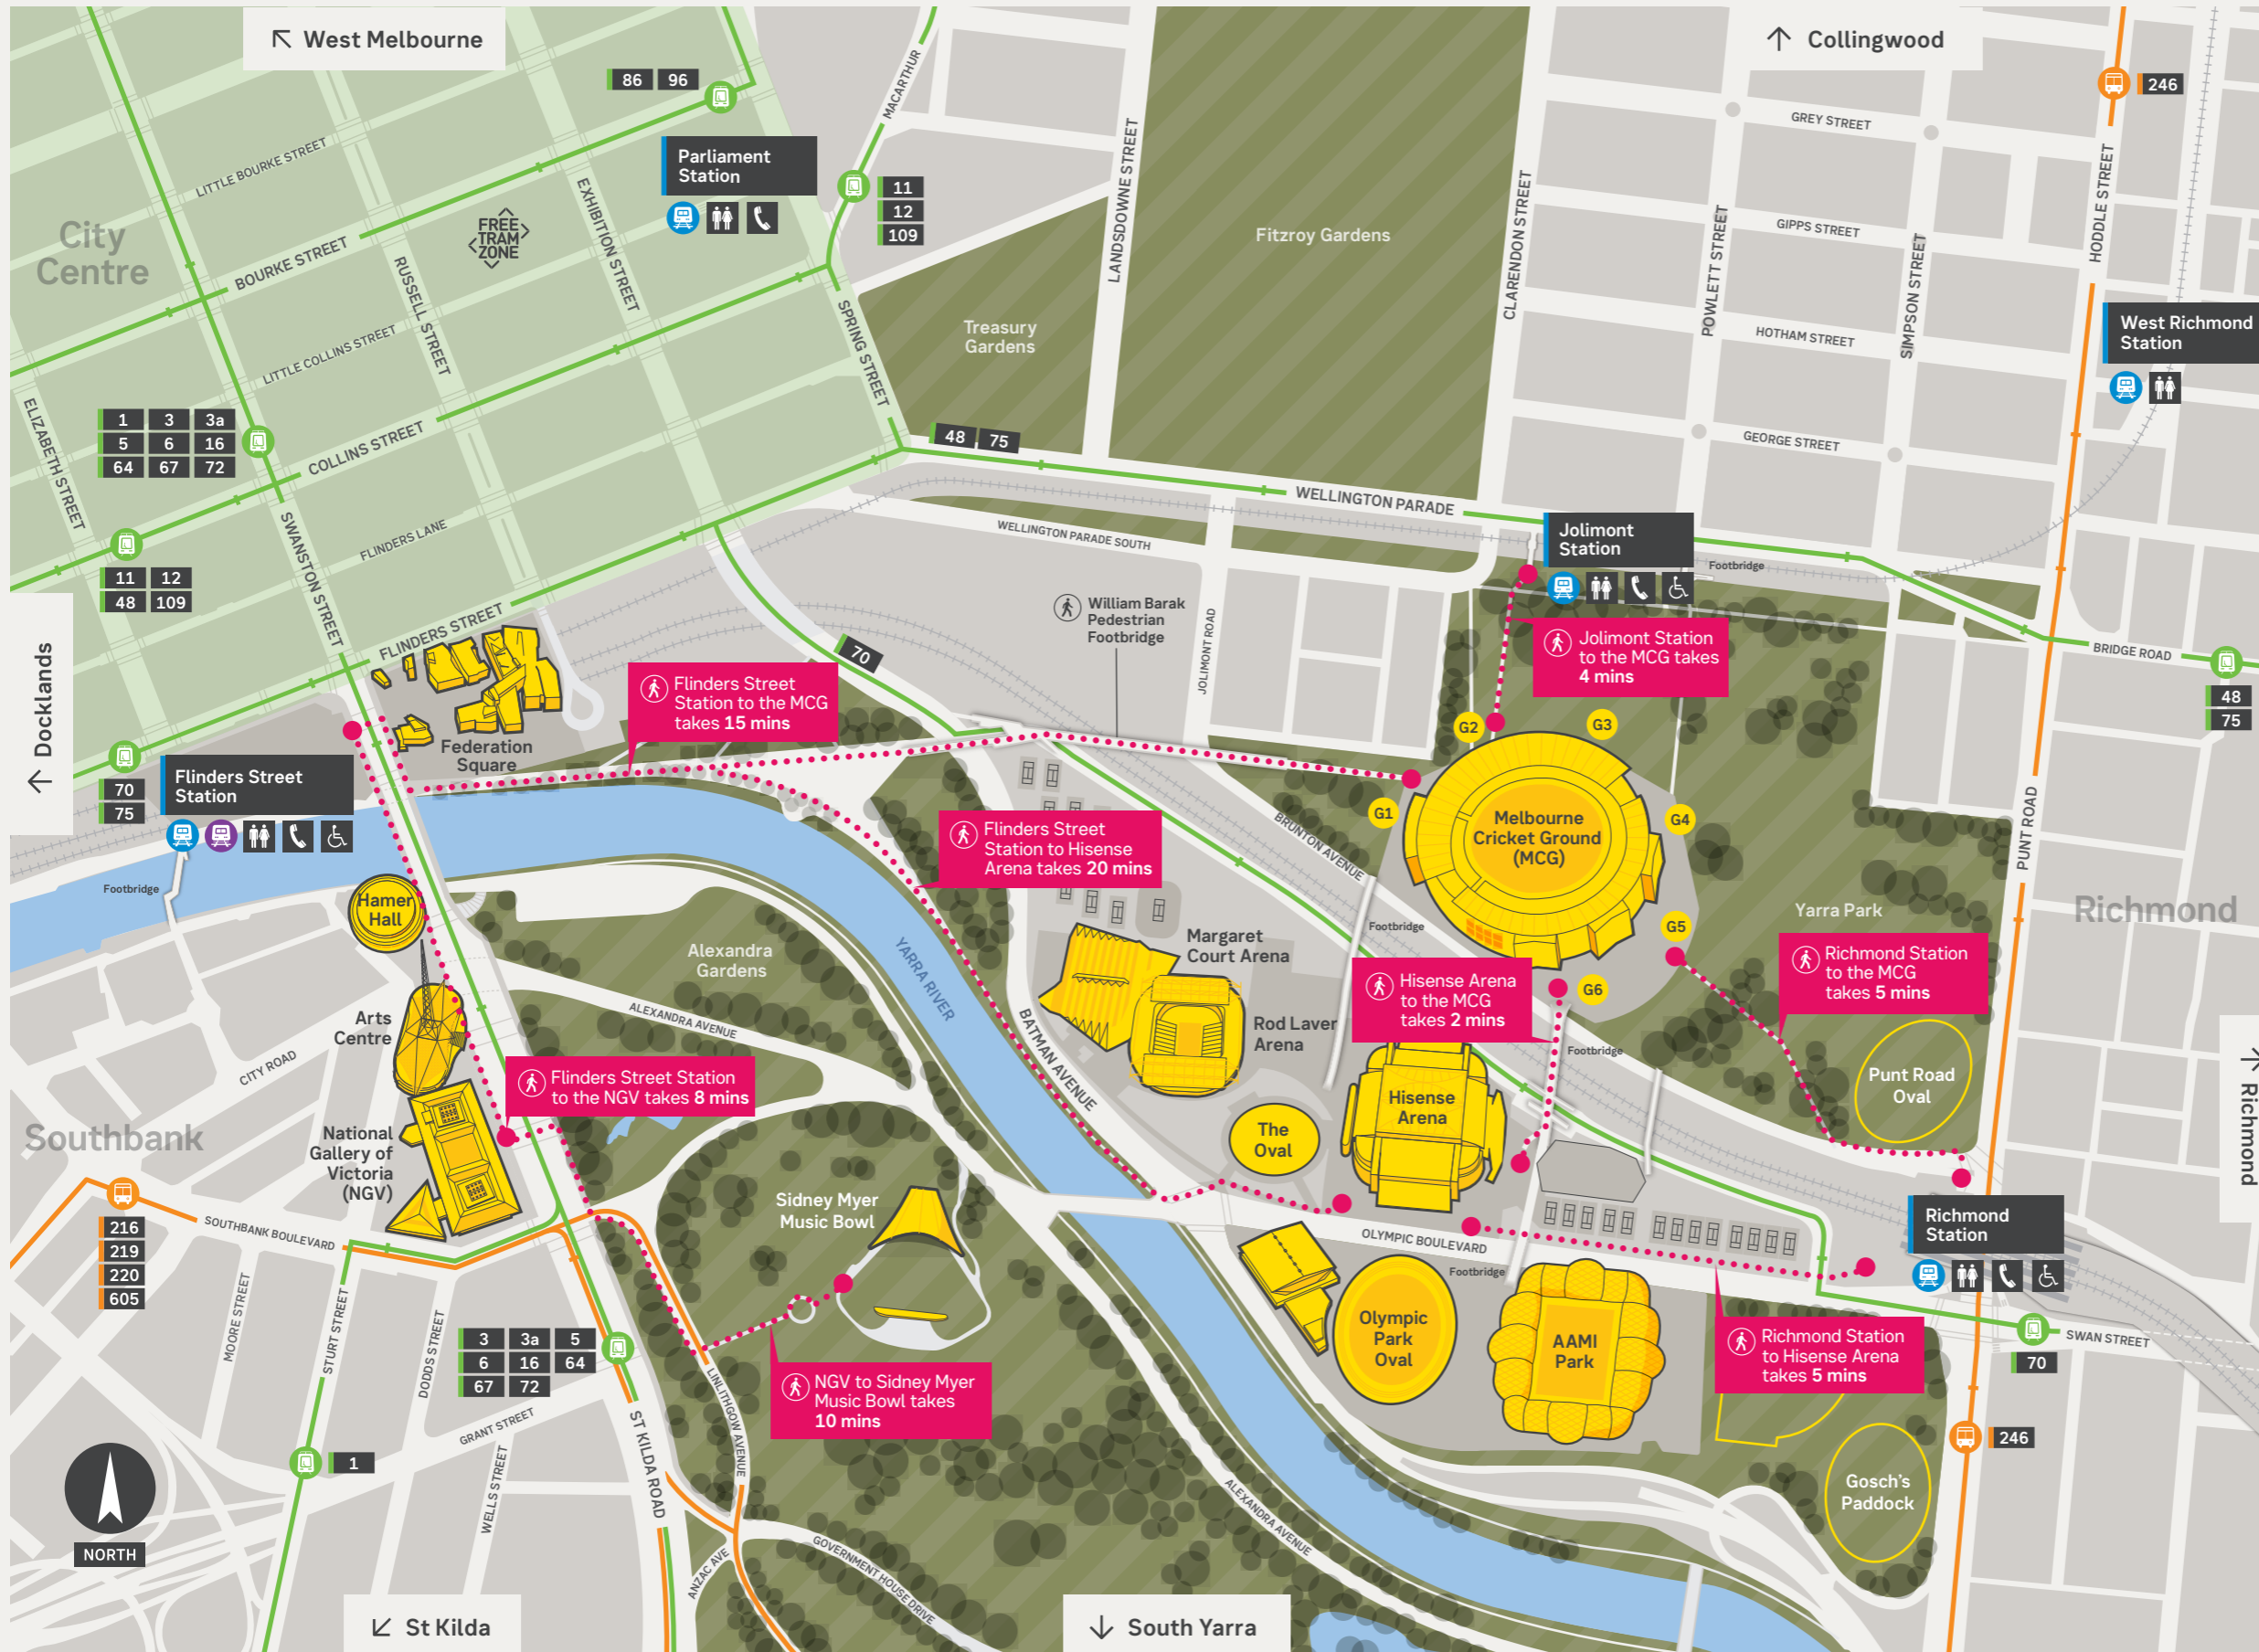 West Melbourne
Collingwood
86 96
246
MACARTHUR
GREY STREET
Parliament
Station
LITTLE BOURKE STREET
EXHIBITION STREET
FREE
TRAM
ZONE
11
12
109
LANDSDOWNE STREET
Fitzroy Gardens
CLARENDON STREET
POWLETT STREET
GIPPS STREET
SIMPSON STREET
HODDLE STREET
City
Centre
BOURKE STREET
RUSSELL STREET
LITTLE COLLINS STREET
SPRING STREET
Treasury
Gardens
HOTHAM STREET
West Richmond
Station
ELIZABETH STREET
1 3 3a
5 6 16
64 67 72
COLLINS STREET
48 75
GEORGE STREET
WELLINGTON PARADE
WELLINGTON PARADE SOUTH
SWANSTON STREET
FLINDERS LANE
11 12
48 109
Jolimont
Station
Footbridge
William Barak
Pedestrian
Footbridge
JOLIMONT ROAD
FLINDERS STREET
Docklands
70
Jolimont Station
to the MCG takes
4 mins
BRIDGE ROAD
48
75
Flinders Street
Station to the MCG
takes 15 mins
Federation
Square
G2
G3
Flinders Street
Station
70
75
G1
G4
Melbourne
Cricket Ground
(MCG)
BRUNTON AVENUE
PUNT ROAD
Flinders Street
Station to Hisense
Arena takes 20 mins
Footbridge
Hamer
Hall
Alexandra
Gardens
YARRA RIVER
Margaret
Court Arena
Footbridge
G5
Yarra Park
Richmond
Richmond Station
to the MCG
takes 5 mins
Hisense Arena
to the MCG
takes 2 mins
G6
ALEXANDRA AVENUE
BATMAN AVENUE
Rod Laver
Arena
Arts
Centre
CITY ROAD
Footbridge
Punt Road
Oval
Richmond
Flinders Street Station
to the NGV takes 8 mins
Hisense
Arena
The
Oval
Southbank
National
Gallery of
Victoria
(NGV)
Sidney Myer
Music Bowl
216
219
220
605
SOUTHBANK BOULEVARD
Richmond
Station
OLYMPIC BOULEVARD
Footbridge
MOORE STREET
STURT STREET
DODDS STREET
3 3a 5
6 16 64
67 72
Olympic
Park
Oval
AAMI
Park
Richmond Station
to Hisense Arena
takes 5 mins
SWAN STREET
70
NGV to Sidney Myer
Music Bowl takes
10 mins
LINLITHGOW AVENUE
GRANT STREET
ST KILDA ROAD
246
1
WELLS STREET
ALEXANDRA AVENUE
Gosch's
Paddock
NORTH
ANZAC AVE
GOVERNMENT HOUSE DRIVE
St Kilda
South Yarra